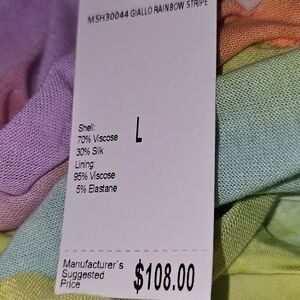 MSH30044 GIALLO RAINBOW STRIPE
Shell:
70% Viscose
30% Silk
Lining:
95% Viscose
5% Elastane
L
Manufacturer's
Suggested
Price
$108.00